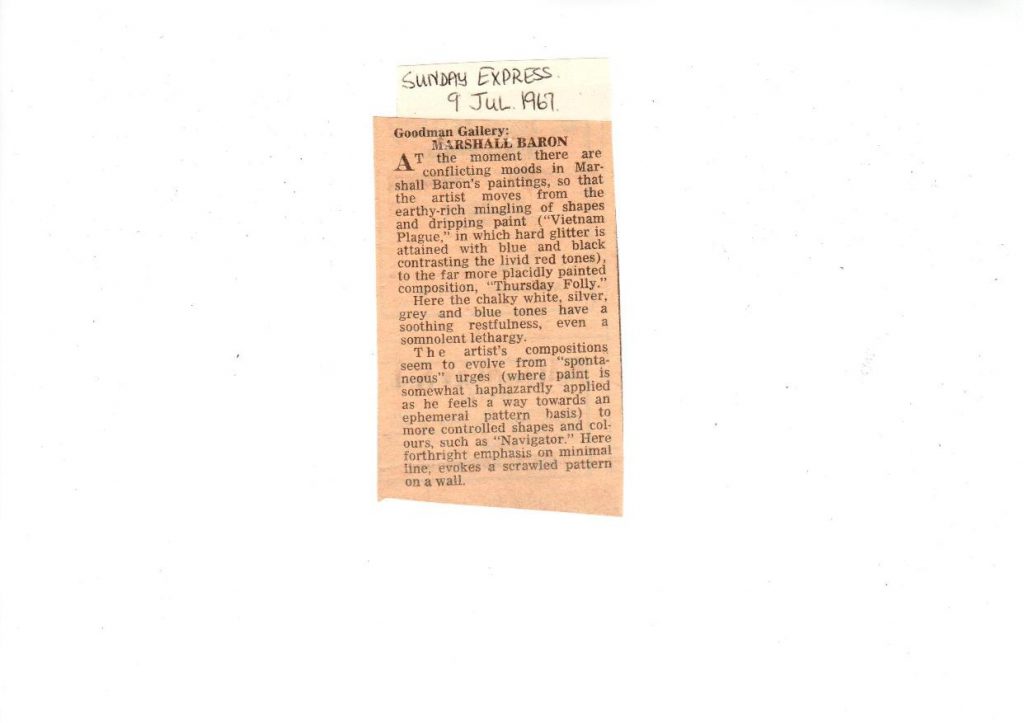 SUNDAY EXPRESS.
9 JUL. 1967.
Goodman Gallery:
MARSHALL BARON
AT the moment there are
conflicting moods in Mar-
shall Baron's paintings, so that
the artist moves from the
earthy-rich mingling of shapes
and dripping paint ("Vietnam
Plague," in which hard glitter is
attained with blue and black
contrasting the livid red tones),
to the far more placidly painted
composition, "Thursday Folly."
Here the chalky white, silver,
grey and blue tones have a
soothing restfulness, even a
somnolent lethargy.
The artist's compositions
seem to evolve from "sponta-
neous" urges (where paint is
somewhat haphazardly applied
as he feels a way towards an
ephemeral pattern basis) to
more controlled shapes and col-
ours, such as "Navigator." Here
forthright emphasis on minimal
line, evokes a scrawled pattern
on a wall.